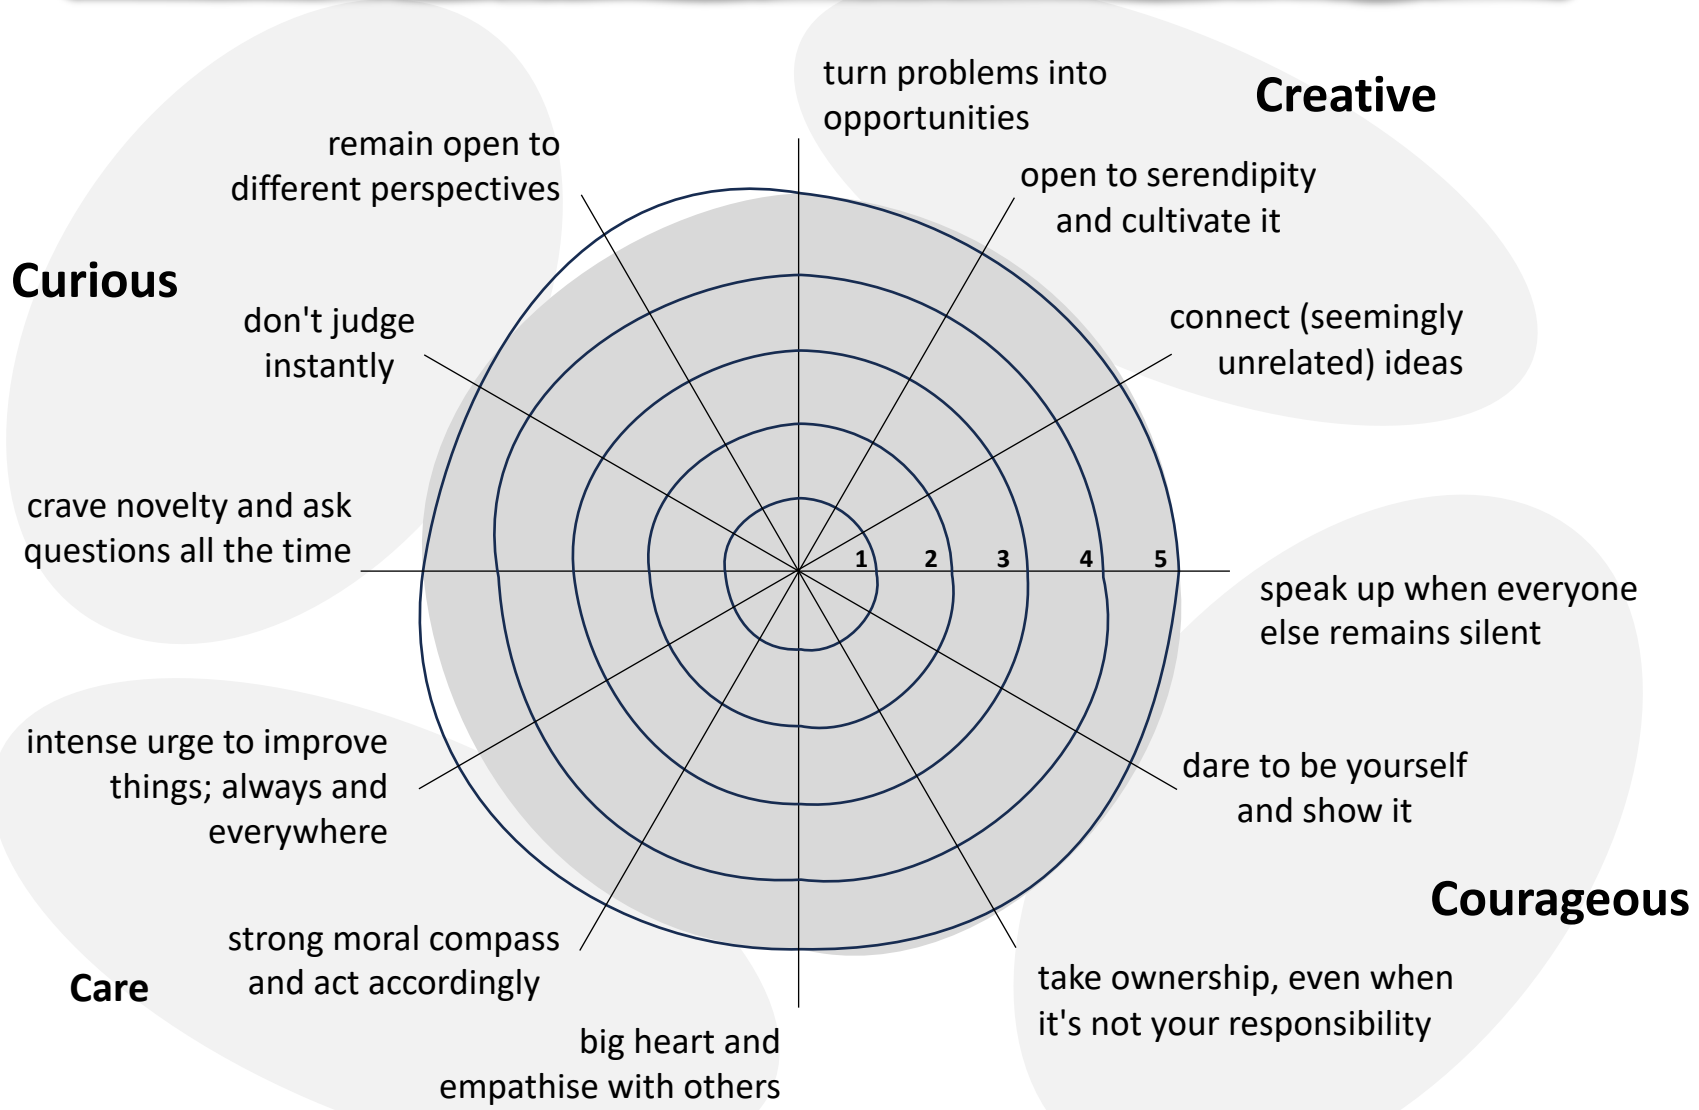 turn problems into
opportunities
Creative
remain open to
different perspectives
open to serendipity
and cultivate it
Curious
don't judge
instantly
connect (seemingly
unrelated) ideas
crave novelty and ask
questions all the time
1 2 3 4 5
speak up when everyone
else remains silent
intense urge to improve
things; always and
everywhere
dare to be yourself
and show it
Courageous
strong moral compass
and act accordingly
Care
take ownership, even when
it's not your responsibility
big heart and
empathise with others